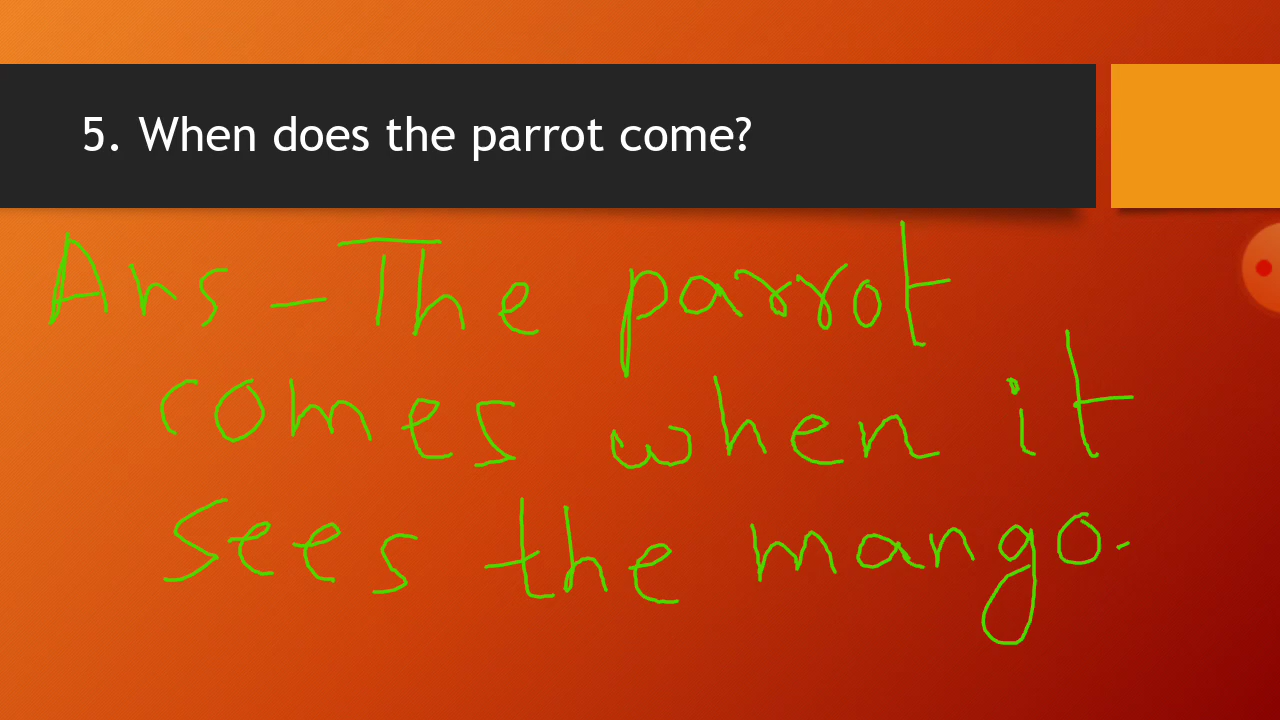 5. When does the parrot come?
Ans - The parrot
comes when it
sees the mango.